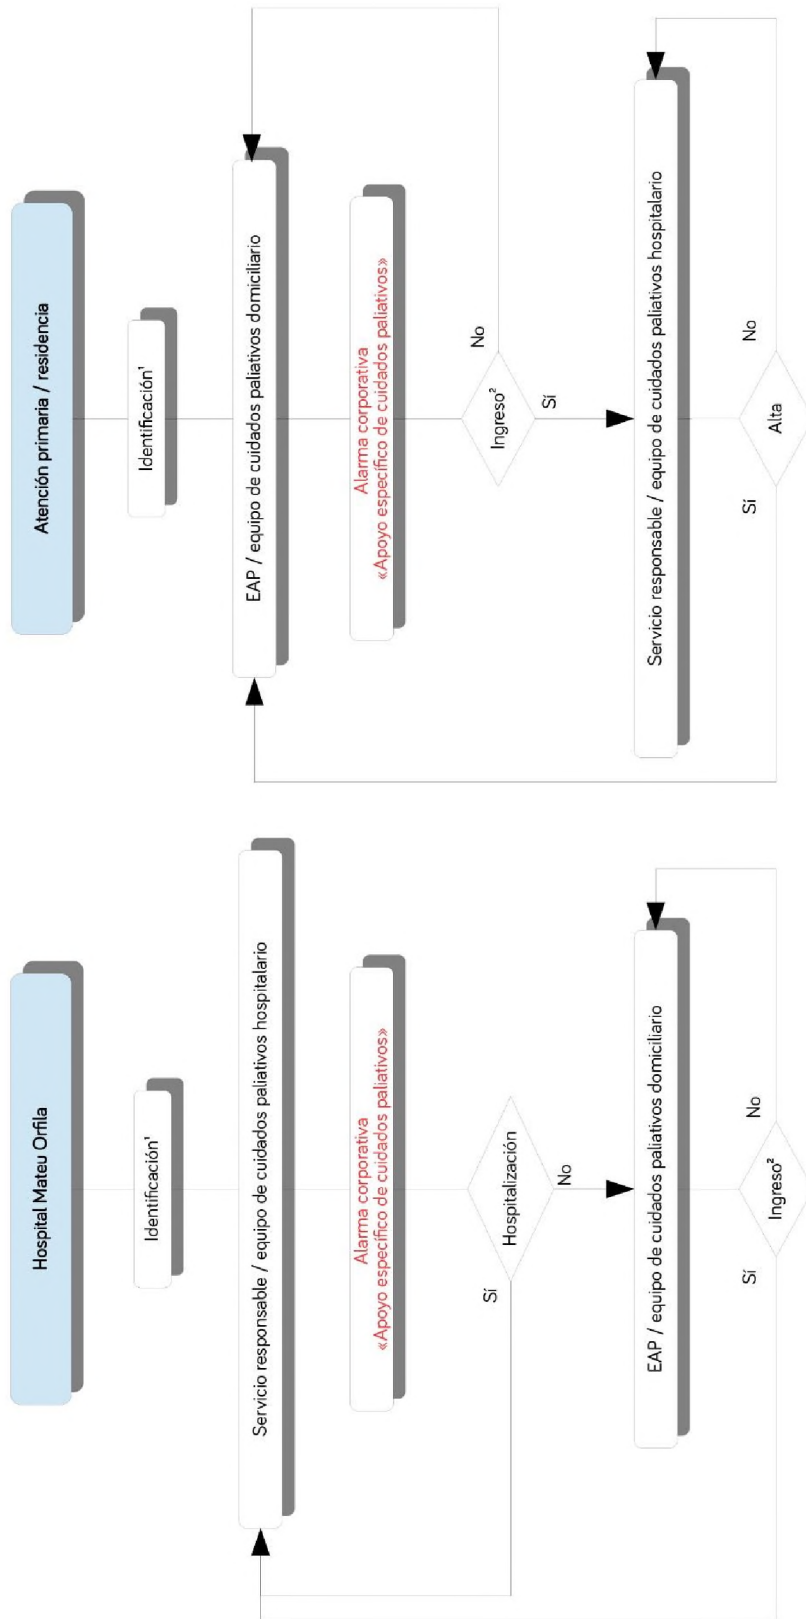 Hospital Mateu Orfila
Identificación¹
Servicio responsable / equipo de cuidados paliativos hospitalario
Alarma corporativa
«Apoyo específico de cuidados paliativos»
Hospitalización
Sí
No
EAP / equipo de cuidados paliativos domiciliario
Ingreso²
Sí
No
Atención primaria / residencia
Identificación¹
EAP / equipo de cuidados paliativos domiciliario
Alarma corporativa
«Apoyo específico de cuidados paliativos»
Ingreso²
No
Sí
Servicio responsable / equipo de cuidados paliativos hospitalario
Alta
Sí
No